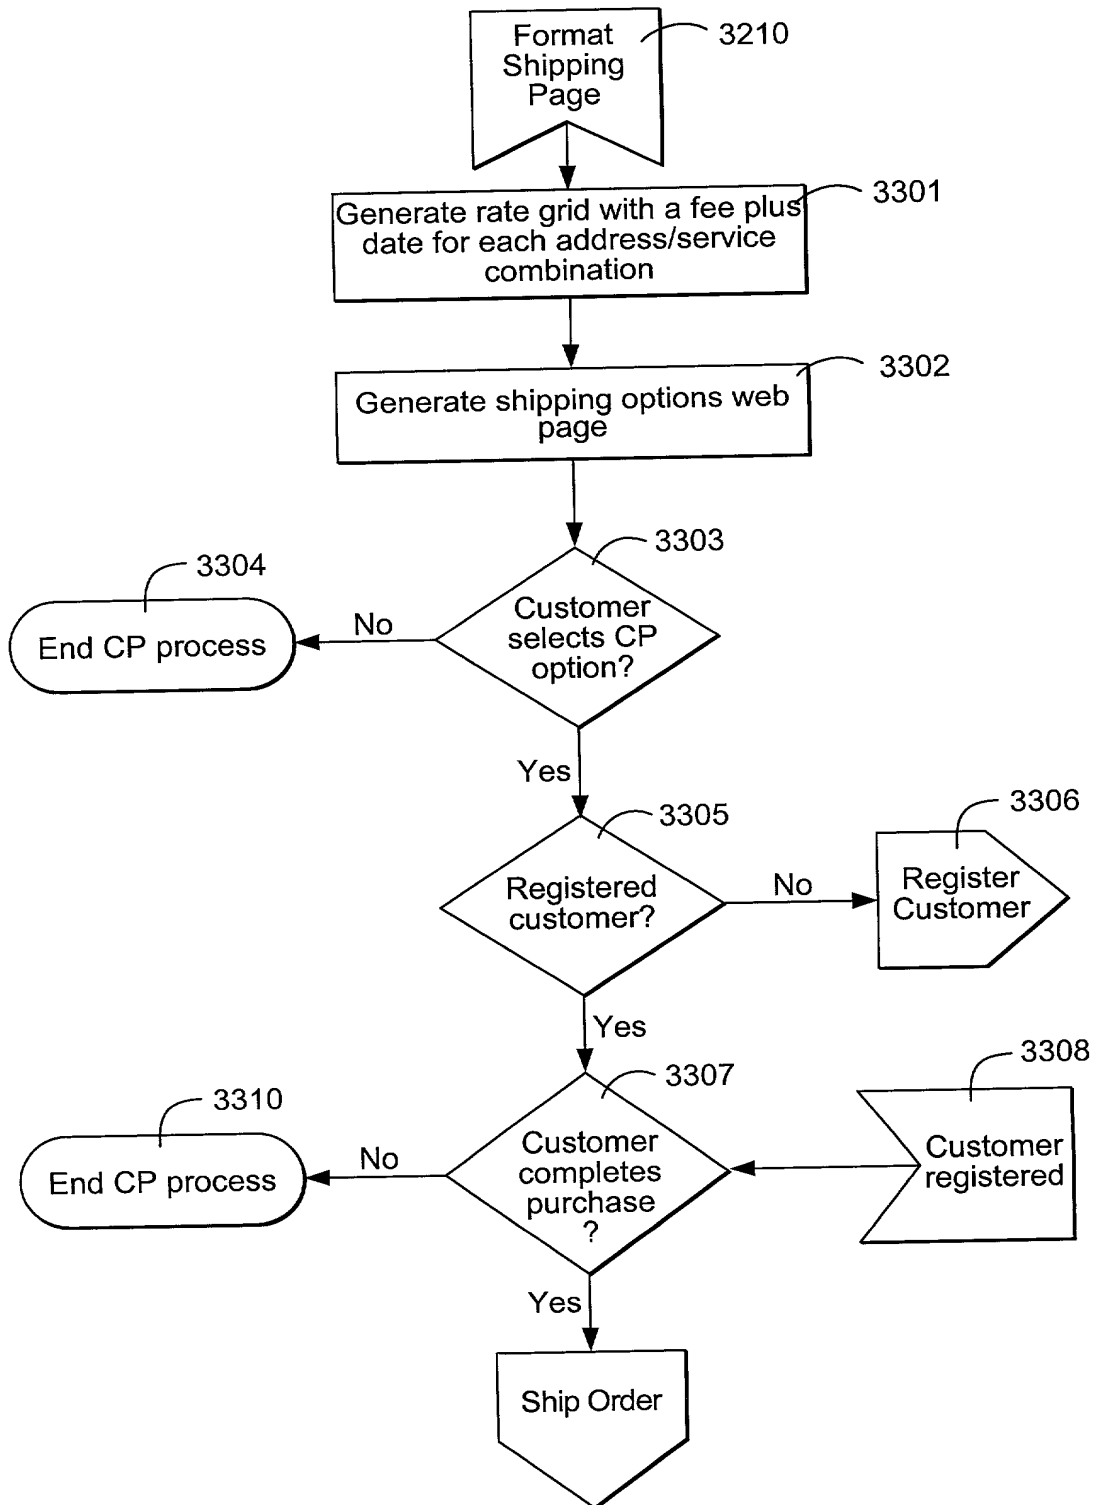 Format
Shipping
Page
3210
Generate rate grid with a fee plus
date for each address/service
combination
3301
Generate shipping options web
page
3302
3303
Customer
selects CP
option?
No
3304
End CP process
Yes
3305
Registered
customer?
No
3306
Register
Customer
Yes
3307
Customer
completes
purchase
?
3308
Customer
registered
No
3310
End CP process
Yes
Ship Order